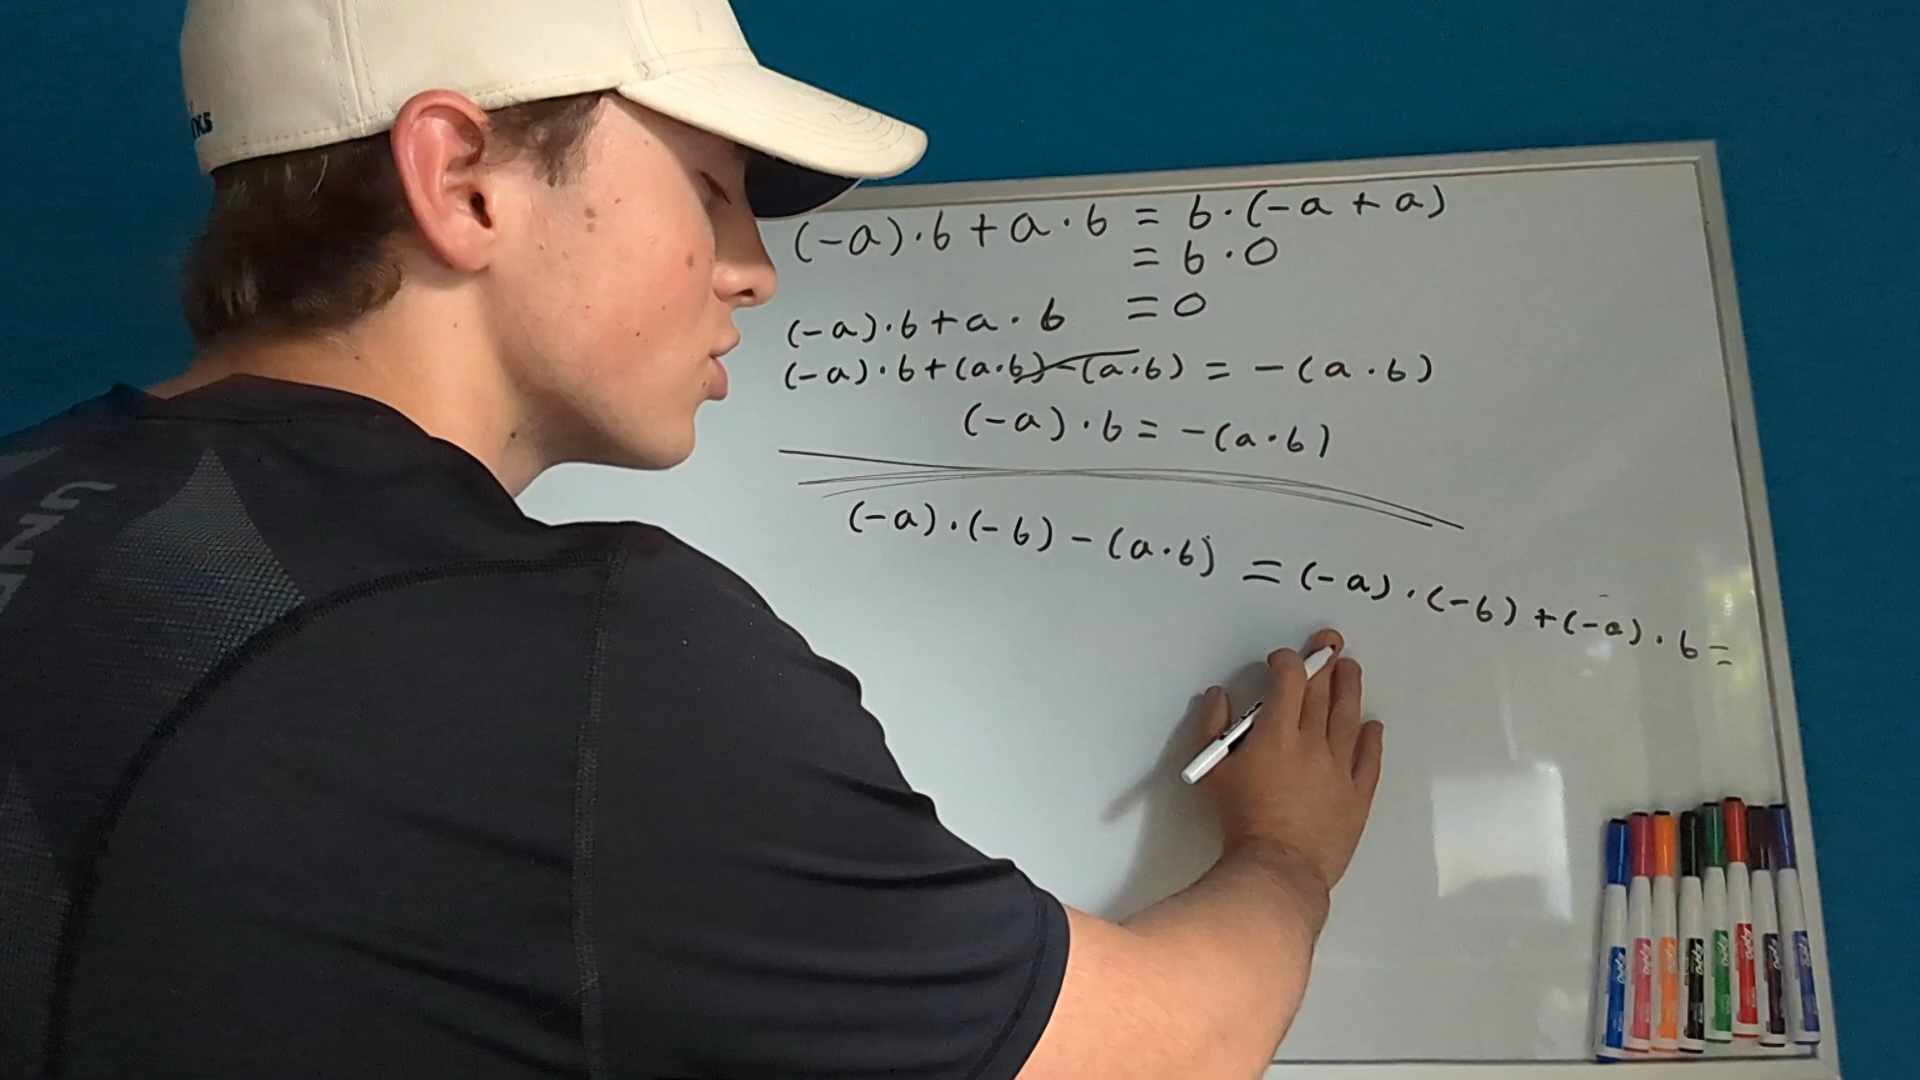 (-a)·b+a·b = b·(-a+a)
= b·0
(-a)·b+a·b =0
(-a)·b+(a·b)-(a·b) = -(a·b)
(-a)·b=-(a·b)
(-a)·(-b)-(a·b) =(-a)·(-b)+(-a)·b=